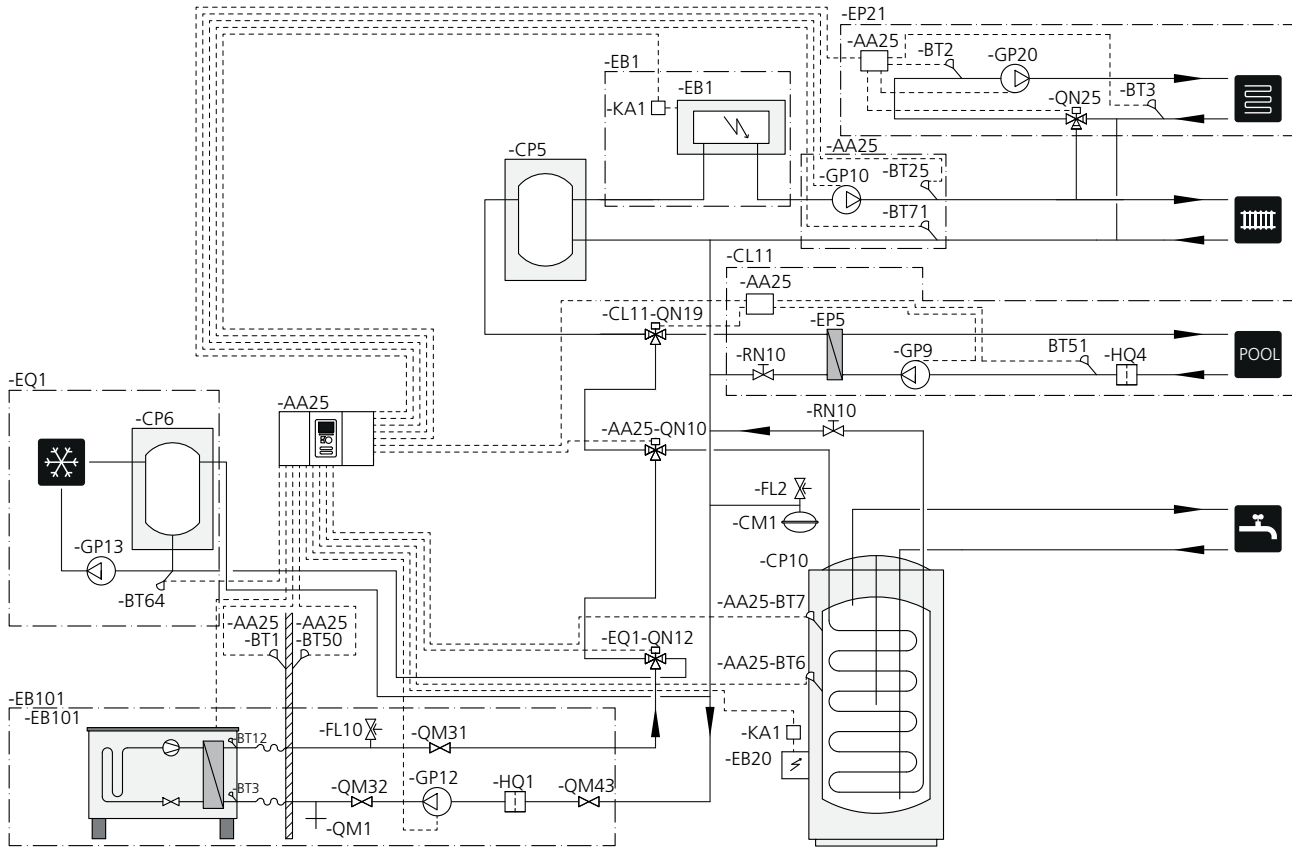 -EP21
-AA25
-BT2
-GP20
-BT3
-QN25
-EB1
-EB1
-KA1
-CP5
-AA25
-GP10
-BT25
-BT71
-CL11
-AA25
-CL11-QN19
-EP5
-RN10
-GP9
BT51
-HQ4
POOL
-EQ1
-CP6
-AA25
-AA25-QN10
-RN10
-FL2
-CM1
-GP13
-BT64
-CP10
-AA25
-BT1
-AA25
-BT50
-AA25-BT7
-EQ1-QN12
-AA25-BT6
-EB101
-EB101
-BT12
-FL10
-QM31
-KA1
-EB20
-BT3
-QM32
-GP12
-HQ1
-QM43
-QM1